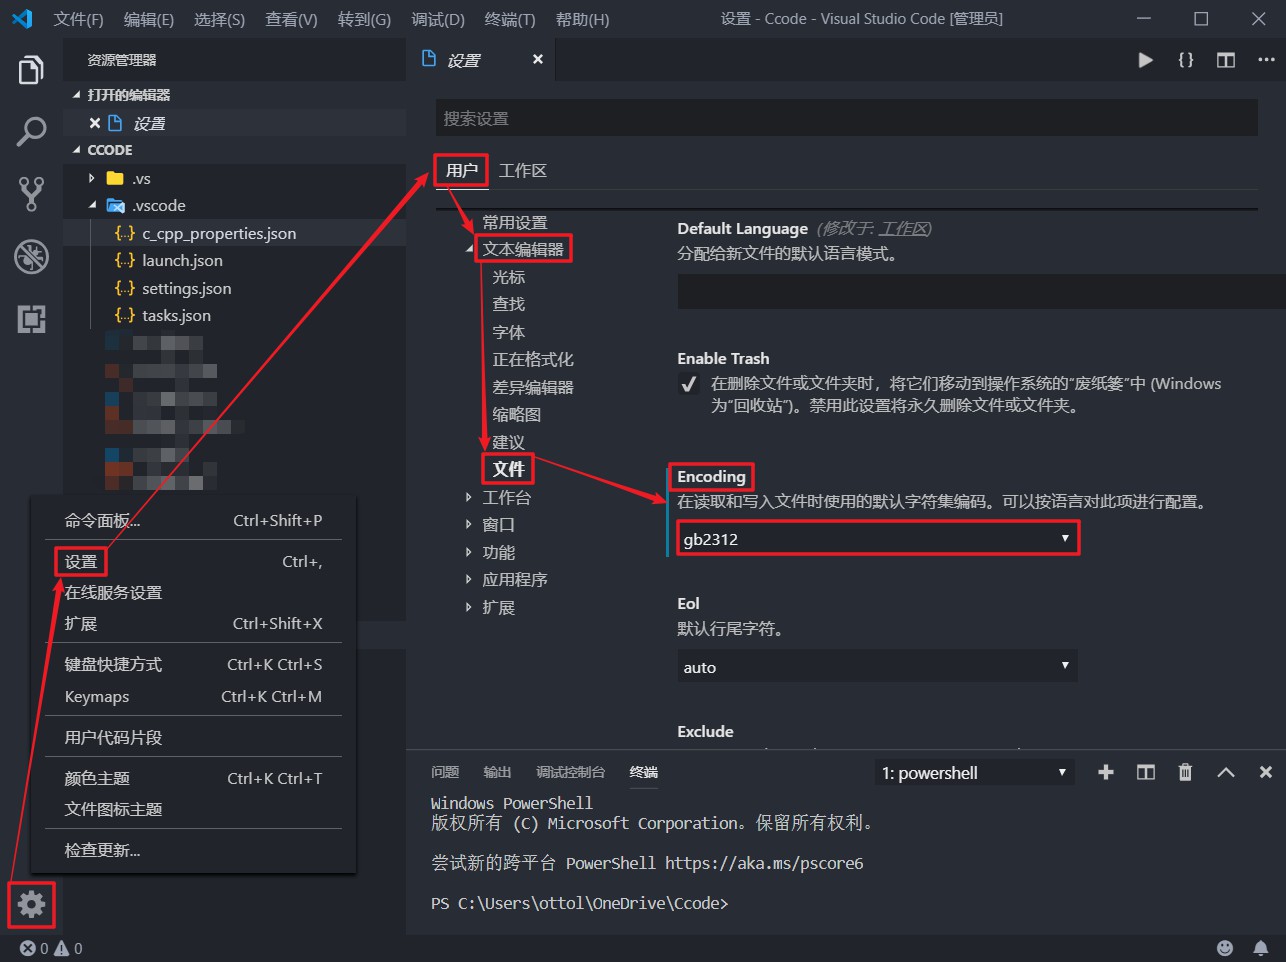 文件(F) 编辑(E) 选择(S) 查看(V) 转到(G) 调试(D) 终端(T) 帮助(H) 设置 - Ccode - Visual Studio Code [管理员]
资源管理器
打开的编辑器
设置
CCODE
.vs
.vscode
{..} c_cpp_properties.json
{..} launch.json
{..} settings.json
{..} tasks.json
命令面板... Ctrl+Shift+P
设置 Ctrl+,
在线服务设置
扩展 Ctrl+Shift+X
键盘快捷方式 Ctrl+K Ctrl+S
Keymaps Ctrl+K Ctrl+M
用户代码片段
颜色主题 Ctrl+K Ctrl+T
文件图标主题
检查更新...
设置
{}
搜索设置
用户 工作区
常用设置
文本编辑器
光标
查找
字体
正在格式化
差异编辑器
缩略图
建议
文件
工作台
窗口
功能
应用程序
扩展
Default Language (修改于: 工作区)
分配给新文件的默认语言模式。
Enable Trash
在删除文件或文件夹时，将它们移动到操作系统的“废纸篓”中 (Windows
为“回收站”)。禁用此设置将永久删除文件或文件夹。
Encoding
在读取和写入文件时使用的默认字符集编码。可以按语言对此项进行配置。
gb2312
Eol
默认行尾字符。
auto
Exclude
问题 输出 调试控制台 终端 1: powershell
Windows PowerShell
版权所有 (C) Microsoft Corporation。保留所有权利。
尝试新的跨平台 PowerShell https://aka.ms/pscore6
PS C:\Users\ottol\OneDrive\Ccode>
0 0